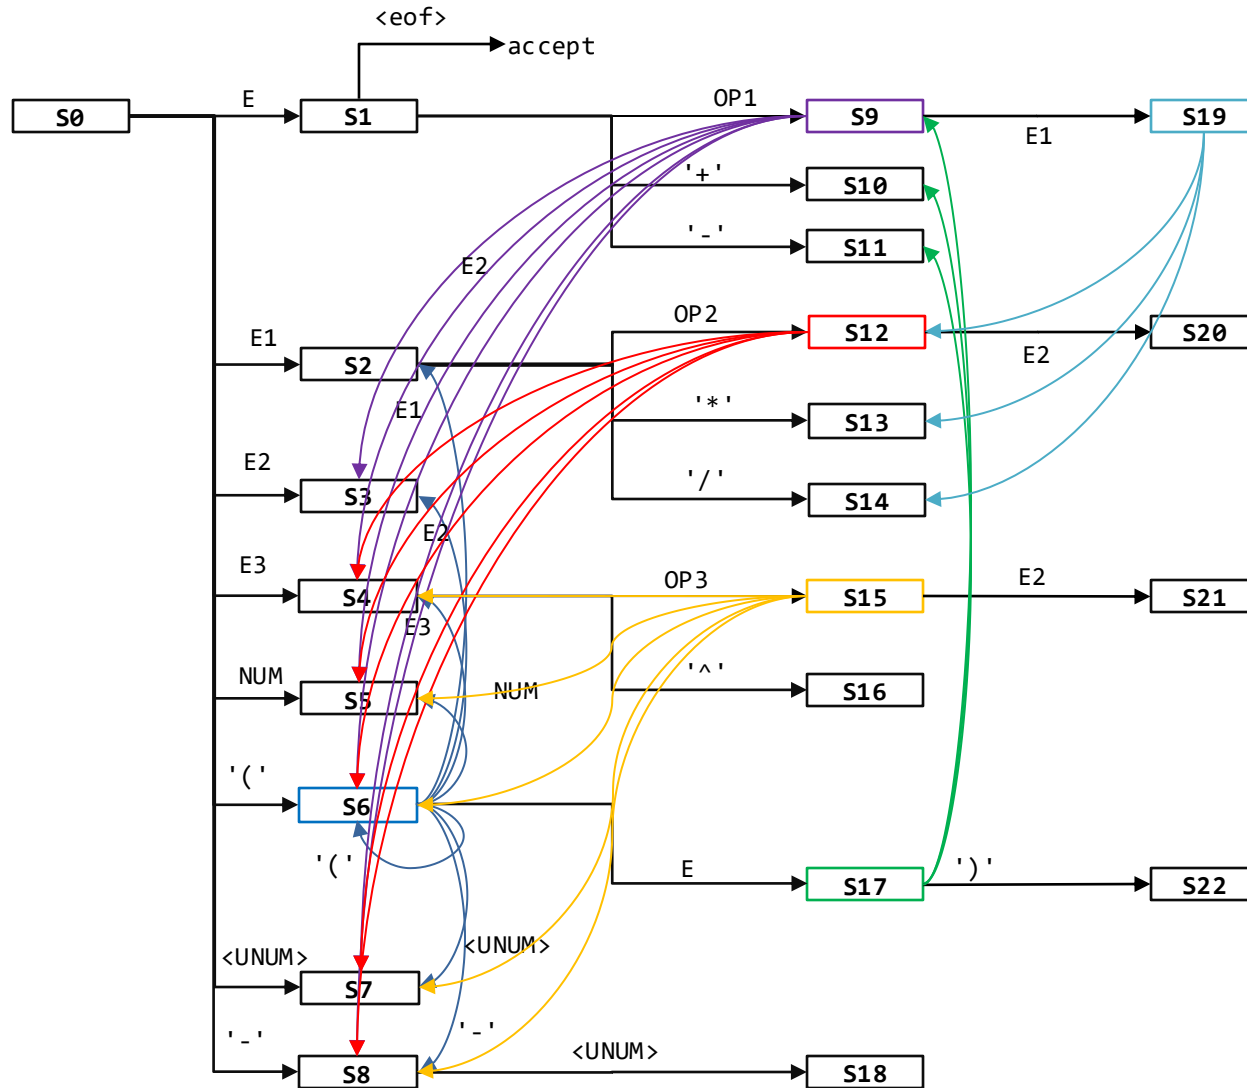 <eof>
accept
S0
E
S1
OP1
S9
E1
S19
'+'
S10
'-'
S11
E2
E1
S2
OP2
S12
E2
S20
E1
'*'
S13
E2
S3
'/'
S14
E2
E3
S4
OP3
S15
E2
S21
E3
NUM
S5
NUM
'^'
S16
'('
S6
'('
E
S17
')'
S22
<UNUM>
S7
<UNUM>
'-'
S8
'-'
<UNUM>
S18